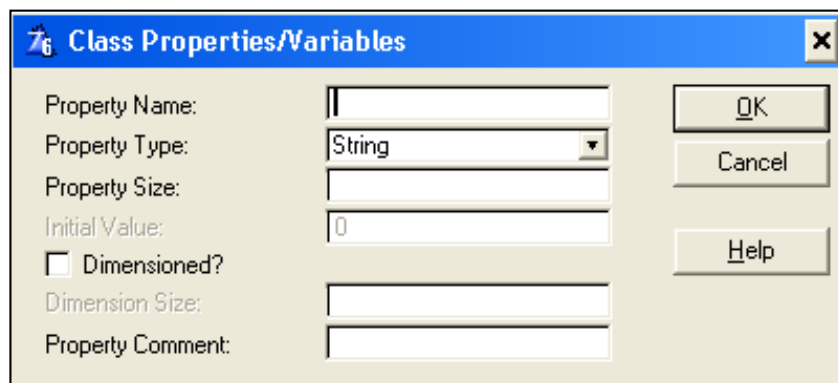 Class Properties/Variables
Property Name:
OK
Property Type: String
Cancel
Property Size:
Initial Value: 0
Dimensioned?
Help
Dimension Size:
Property Comment: